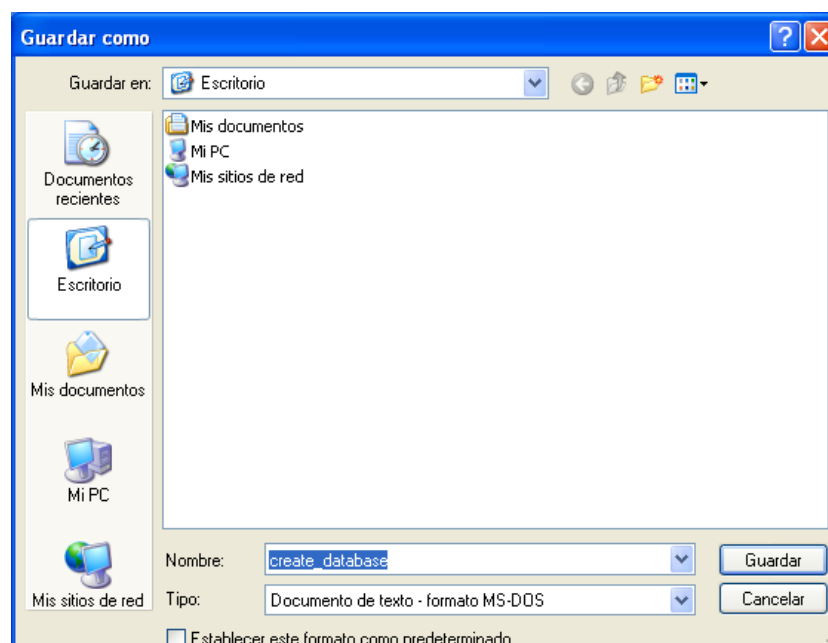 Guardar como
Guardar en:
Escritorio
Mis documentos
Mi PC
Mis sitios de red
Documentos
recientes
Escritorio
Mis documentos
Mi PC
Mis sitios de red
Nombre:
create_database
Guardar
Tipo:
Documento de texto - formato MS-DOS
Cancelar
Establecer este formato como predeterminado